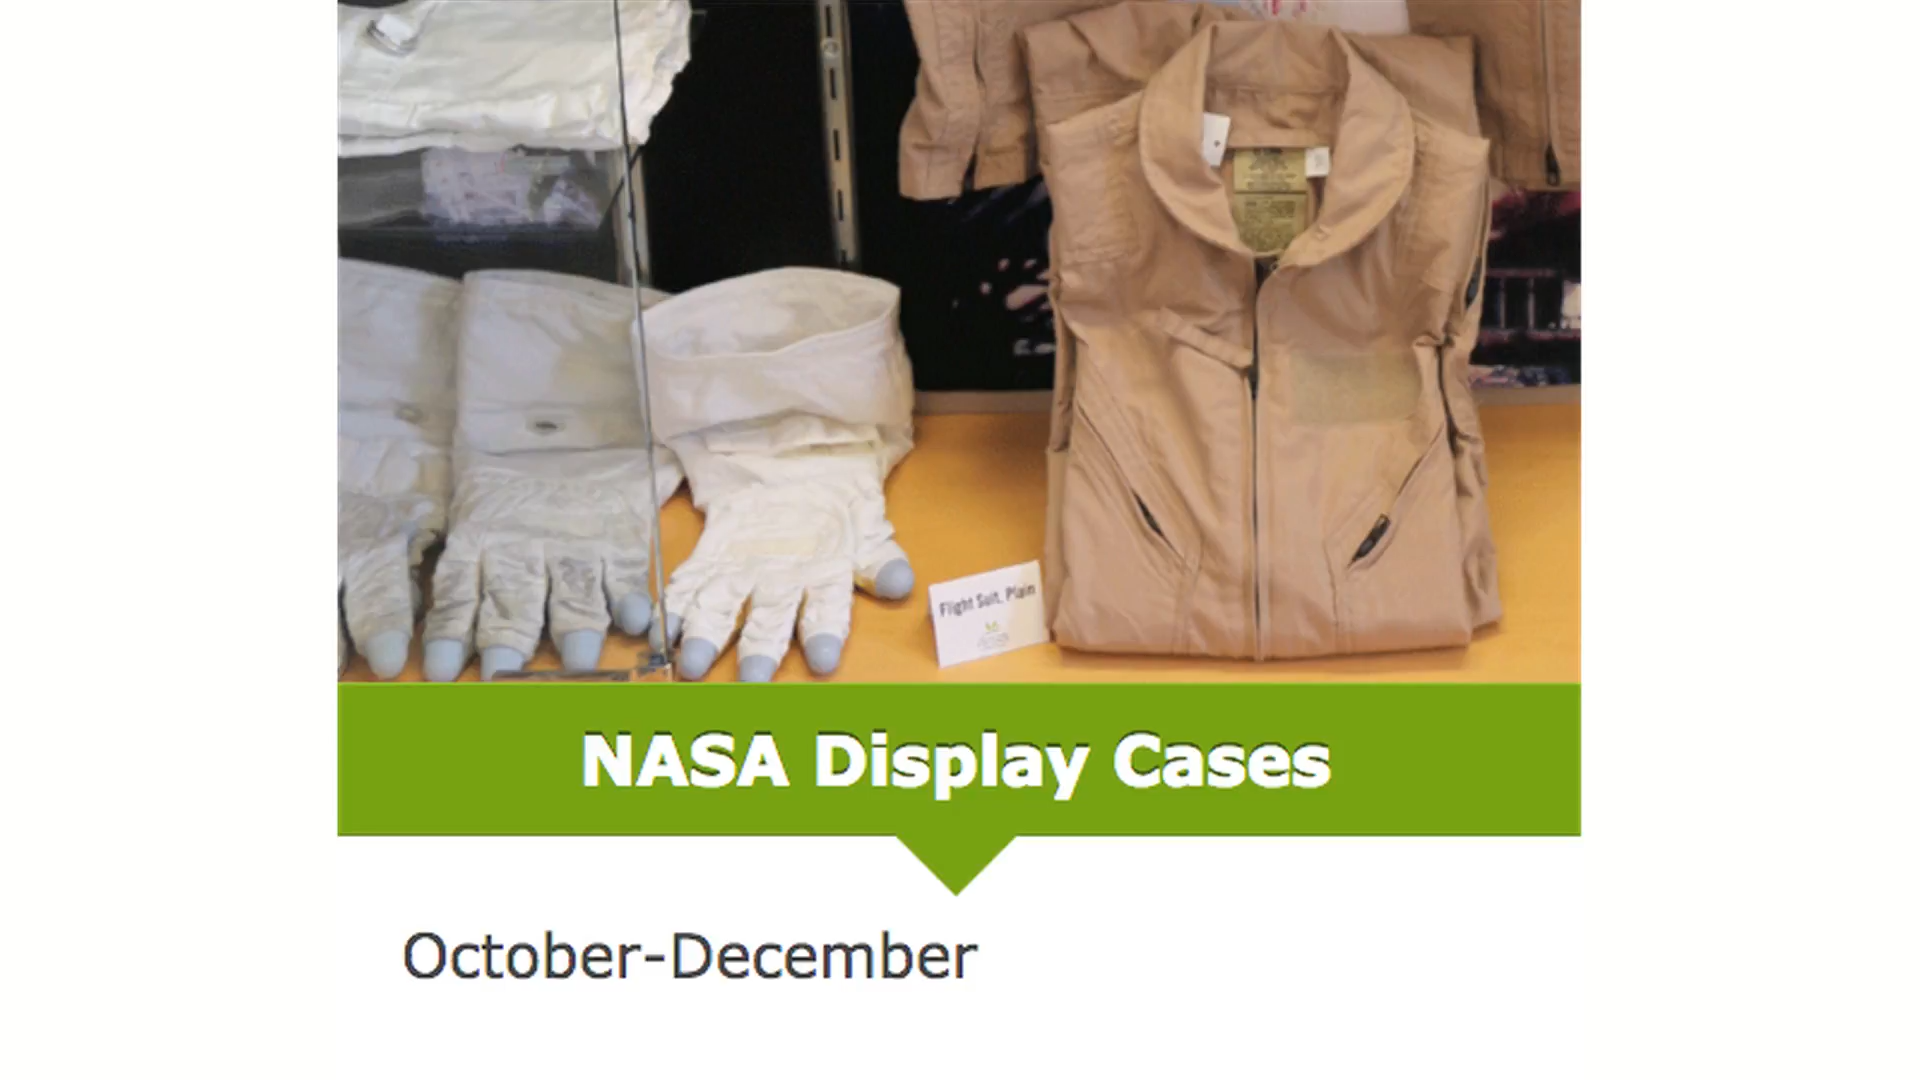 Flight Suit, Plain
NASA Display Cases
October-December